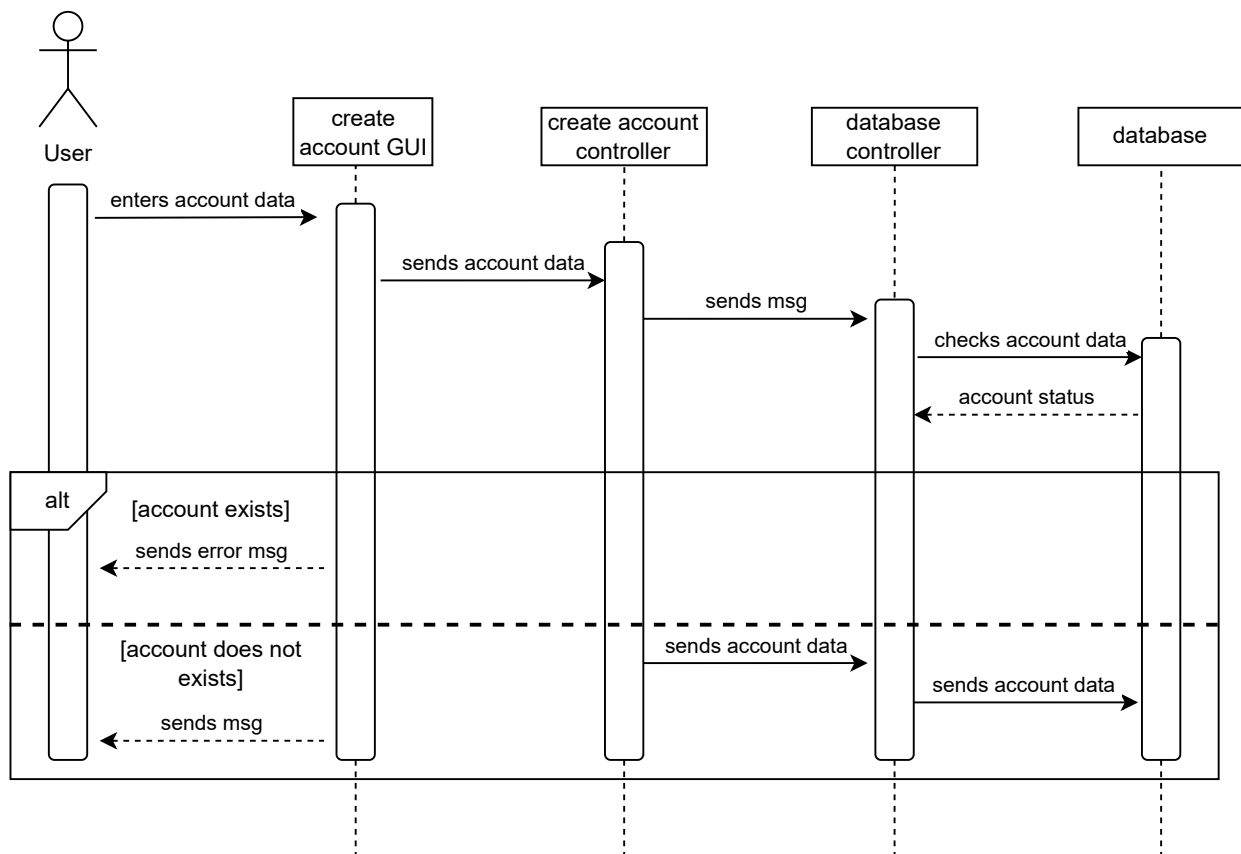 User
create
account GUI
create account
controller
database
controller
database
enters account data
sends account data
sends msg
checks account data
account status
alt
[account exists]
sends error msg
[account does not
exists]
sends account data
sends account data
sends msg